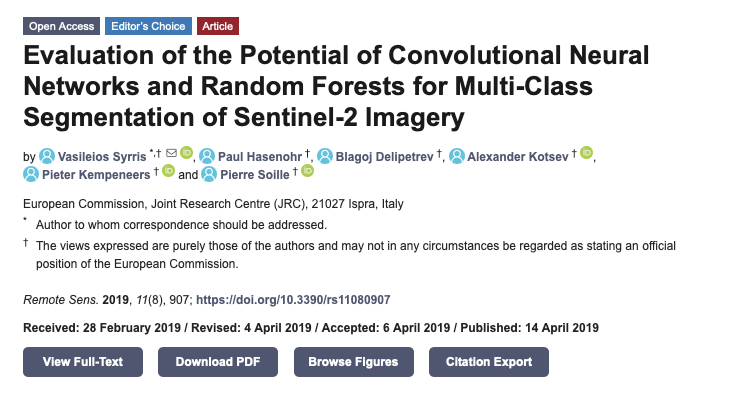 Open Access Editor's Choice Article
Evaluation of the Potential of Convolutional Neural
Networks and Random Forests for Multi-Class
Segmentation of Sentinel-2 Imagery
by Vasileios Syrris *,† iD, Paul Hasenohr †, Blagoj Delipetrev †, Alexander Kotsev † iD,
Pieter Kempeneers † iD and Pierre Soille † iD
European Commission, Joint Research Centre (JRC), 21027 Ispra, Italy
* Author to whom correspondence should be addressed.
† The views expressed are purely those of the authors and may not in any circumstances be regarded as stating an official
position of the European Commission.
Remote Sens. 2019, 11(8), 907; https://doi.org/10.3390/rs11080907
Received: 28 February 2019 / Revised: 4 April 2019 / Accepted: 6 April 2019 / Published: 14 April 2019
View Full-Text Download PDF Browse Figures Citation Export